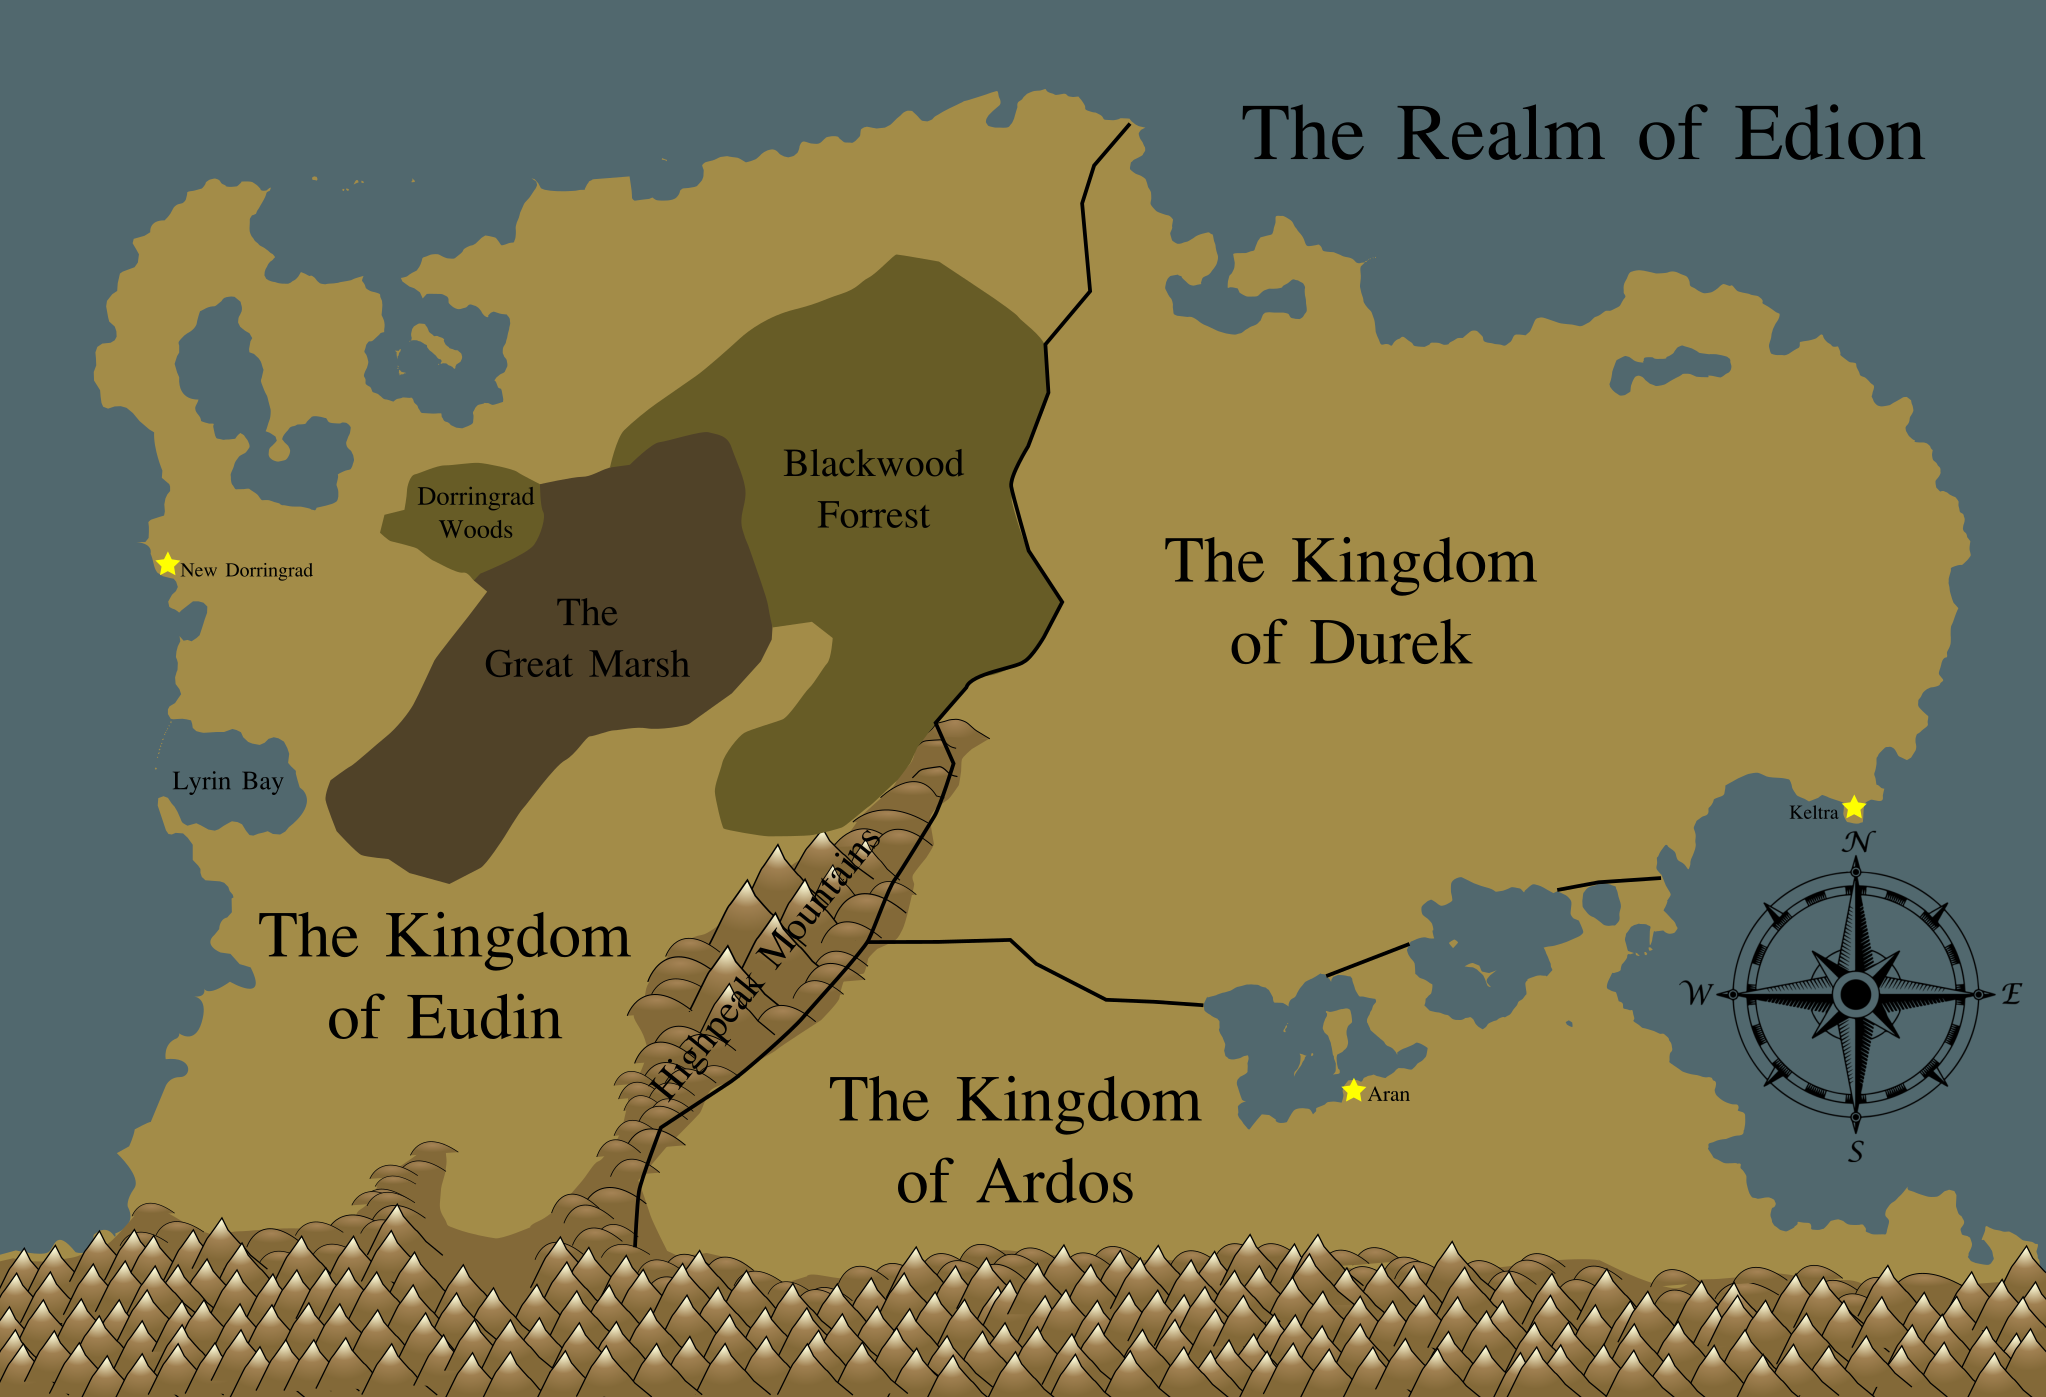 The Realm of Edion
Blackwood
Forrest
Dorringrad
Woods
New Dorringrad
The Kingdom
of Durek
The
Great Marsh
Lyrin Bay
Keltra
N
W
E
S
Highpeak Mountains
The Kingdom
of Eudin
The Kingdom
of Ardos
Aran